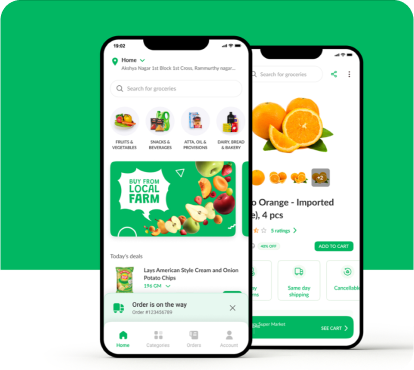 19:02
Home
Akshya Nagar 1st Block 1st Cross, Rammurthy nagar...
Search for groceries
FRUITS &
VEGETABLES
SNACKS &
BEVERAGES
ATTA, OIL &
PROVISIONS
DAIRY, BREAD
& BAKERY
BUY FROM
LOCAL
FARM
Today's deals
Lays American Style Cream and Onion
Potato Chips
196 GM
Order is on the way
Order #123456789
Home
Categories
Orders
Account
Search for groceries
+2
o Orange - Imported
e), 4 pcs
5 ratings
40% OFF
ADD TO CART
Same day
shipping
Cancellable
Super Market
SEE CART